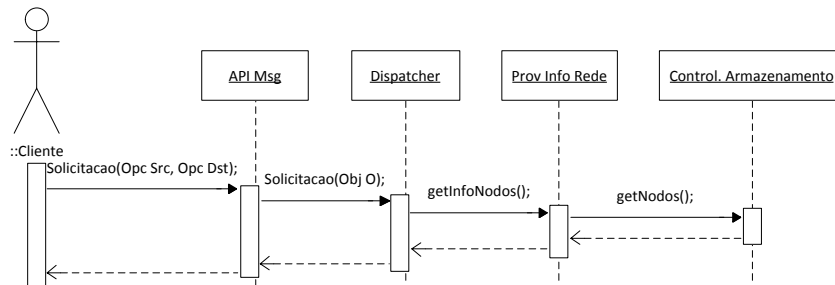 API Msg
Dispatcher
Prov Info Rede
Control. Armazenamento
::Cliente
Solicitacao(Opc Src, Opc Dst);
Solicitacao(Obj O);
getInfoNodos();
getNodos();